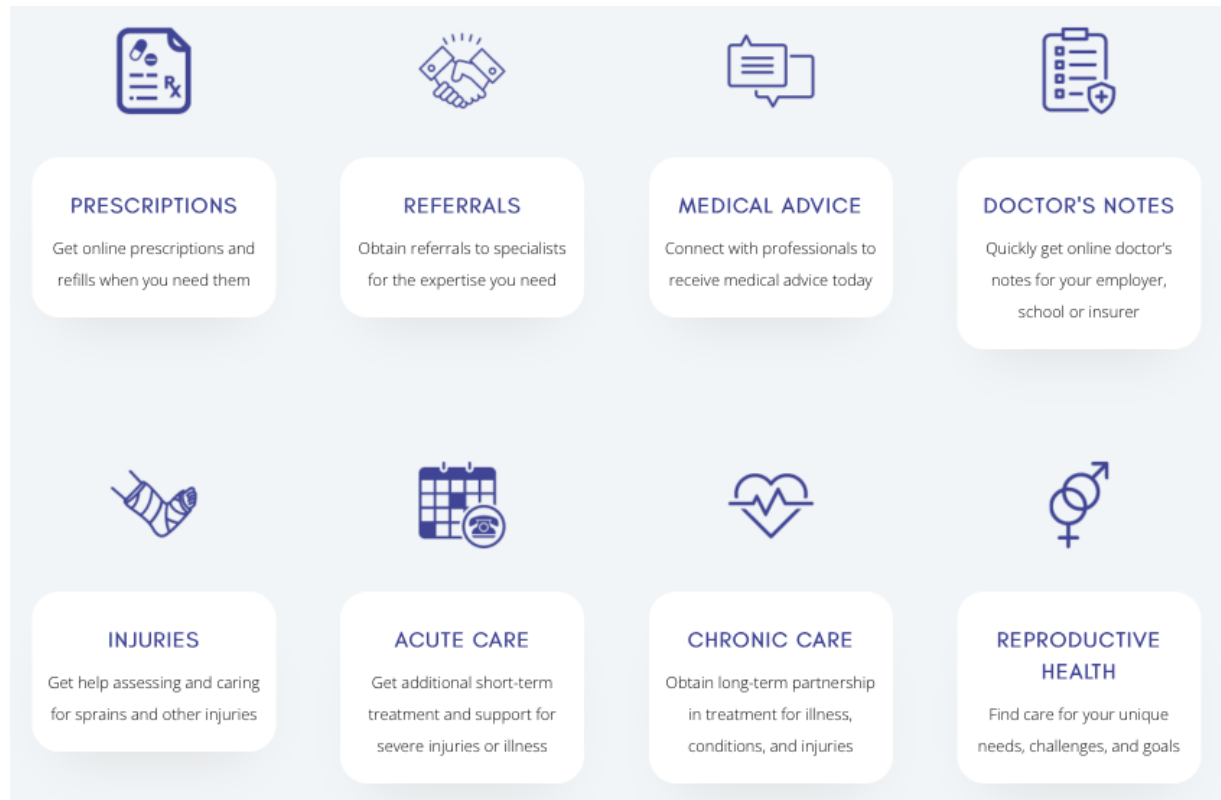 Rx
PRESCRIPTIONS
Get online prescriptions and
refills when you need them
REFERRALS
Obtain referrals to specialists
for the expertise you need
MEDICAL ADVICE
Connect with professionals to
receive medical advice today
DOCTOR'S NOTES
Quickly get online doctor's
notes for your employer,
school or insurer
INJURIES
Get help assessing and caring
for sprains and other injuries
ACUTE CARE
Get additional short-term
treatment and support for
severe injuries or illness
CHRONIC CARE
Obtain long-term partnership
in treatment for illness,
conditions, and injuries
REPRODUCTIVE
HEALTH
Find care for your unique
needs, challenges, and goals